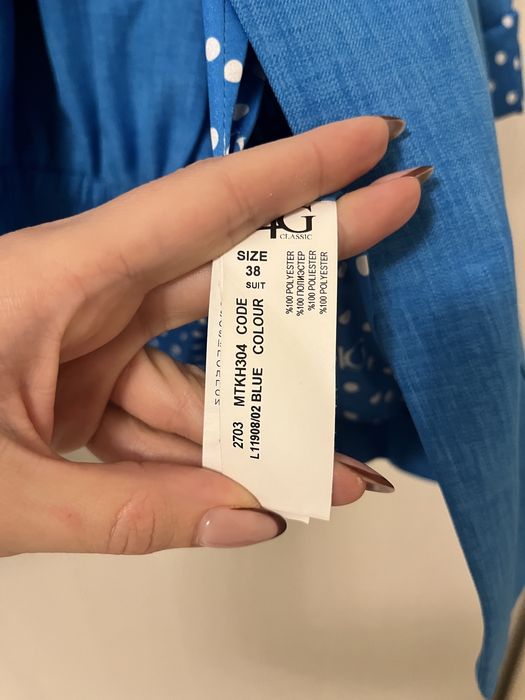 4G
CLASSIC
SIZE
38
SUIT
%100 POLYESTER
%100 ПОЛИЭСТЕР
%100 POLIESTER
%100 POLYESTER
2703 MTKH304 CODE
L11908/02 BLUE COLOUR